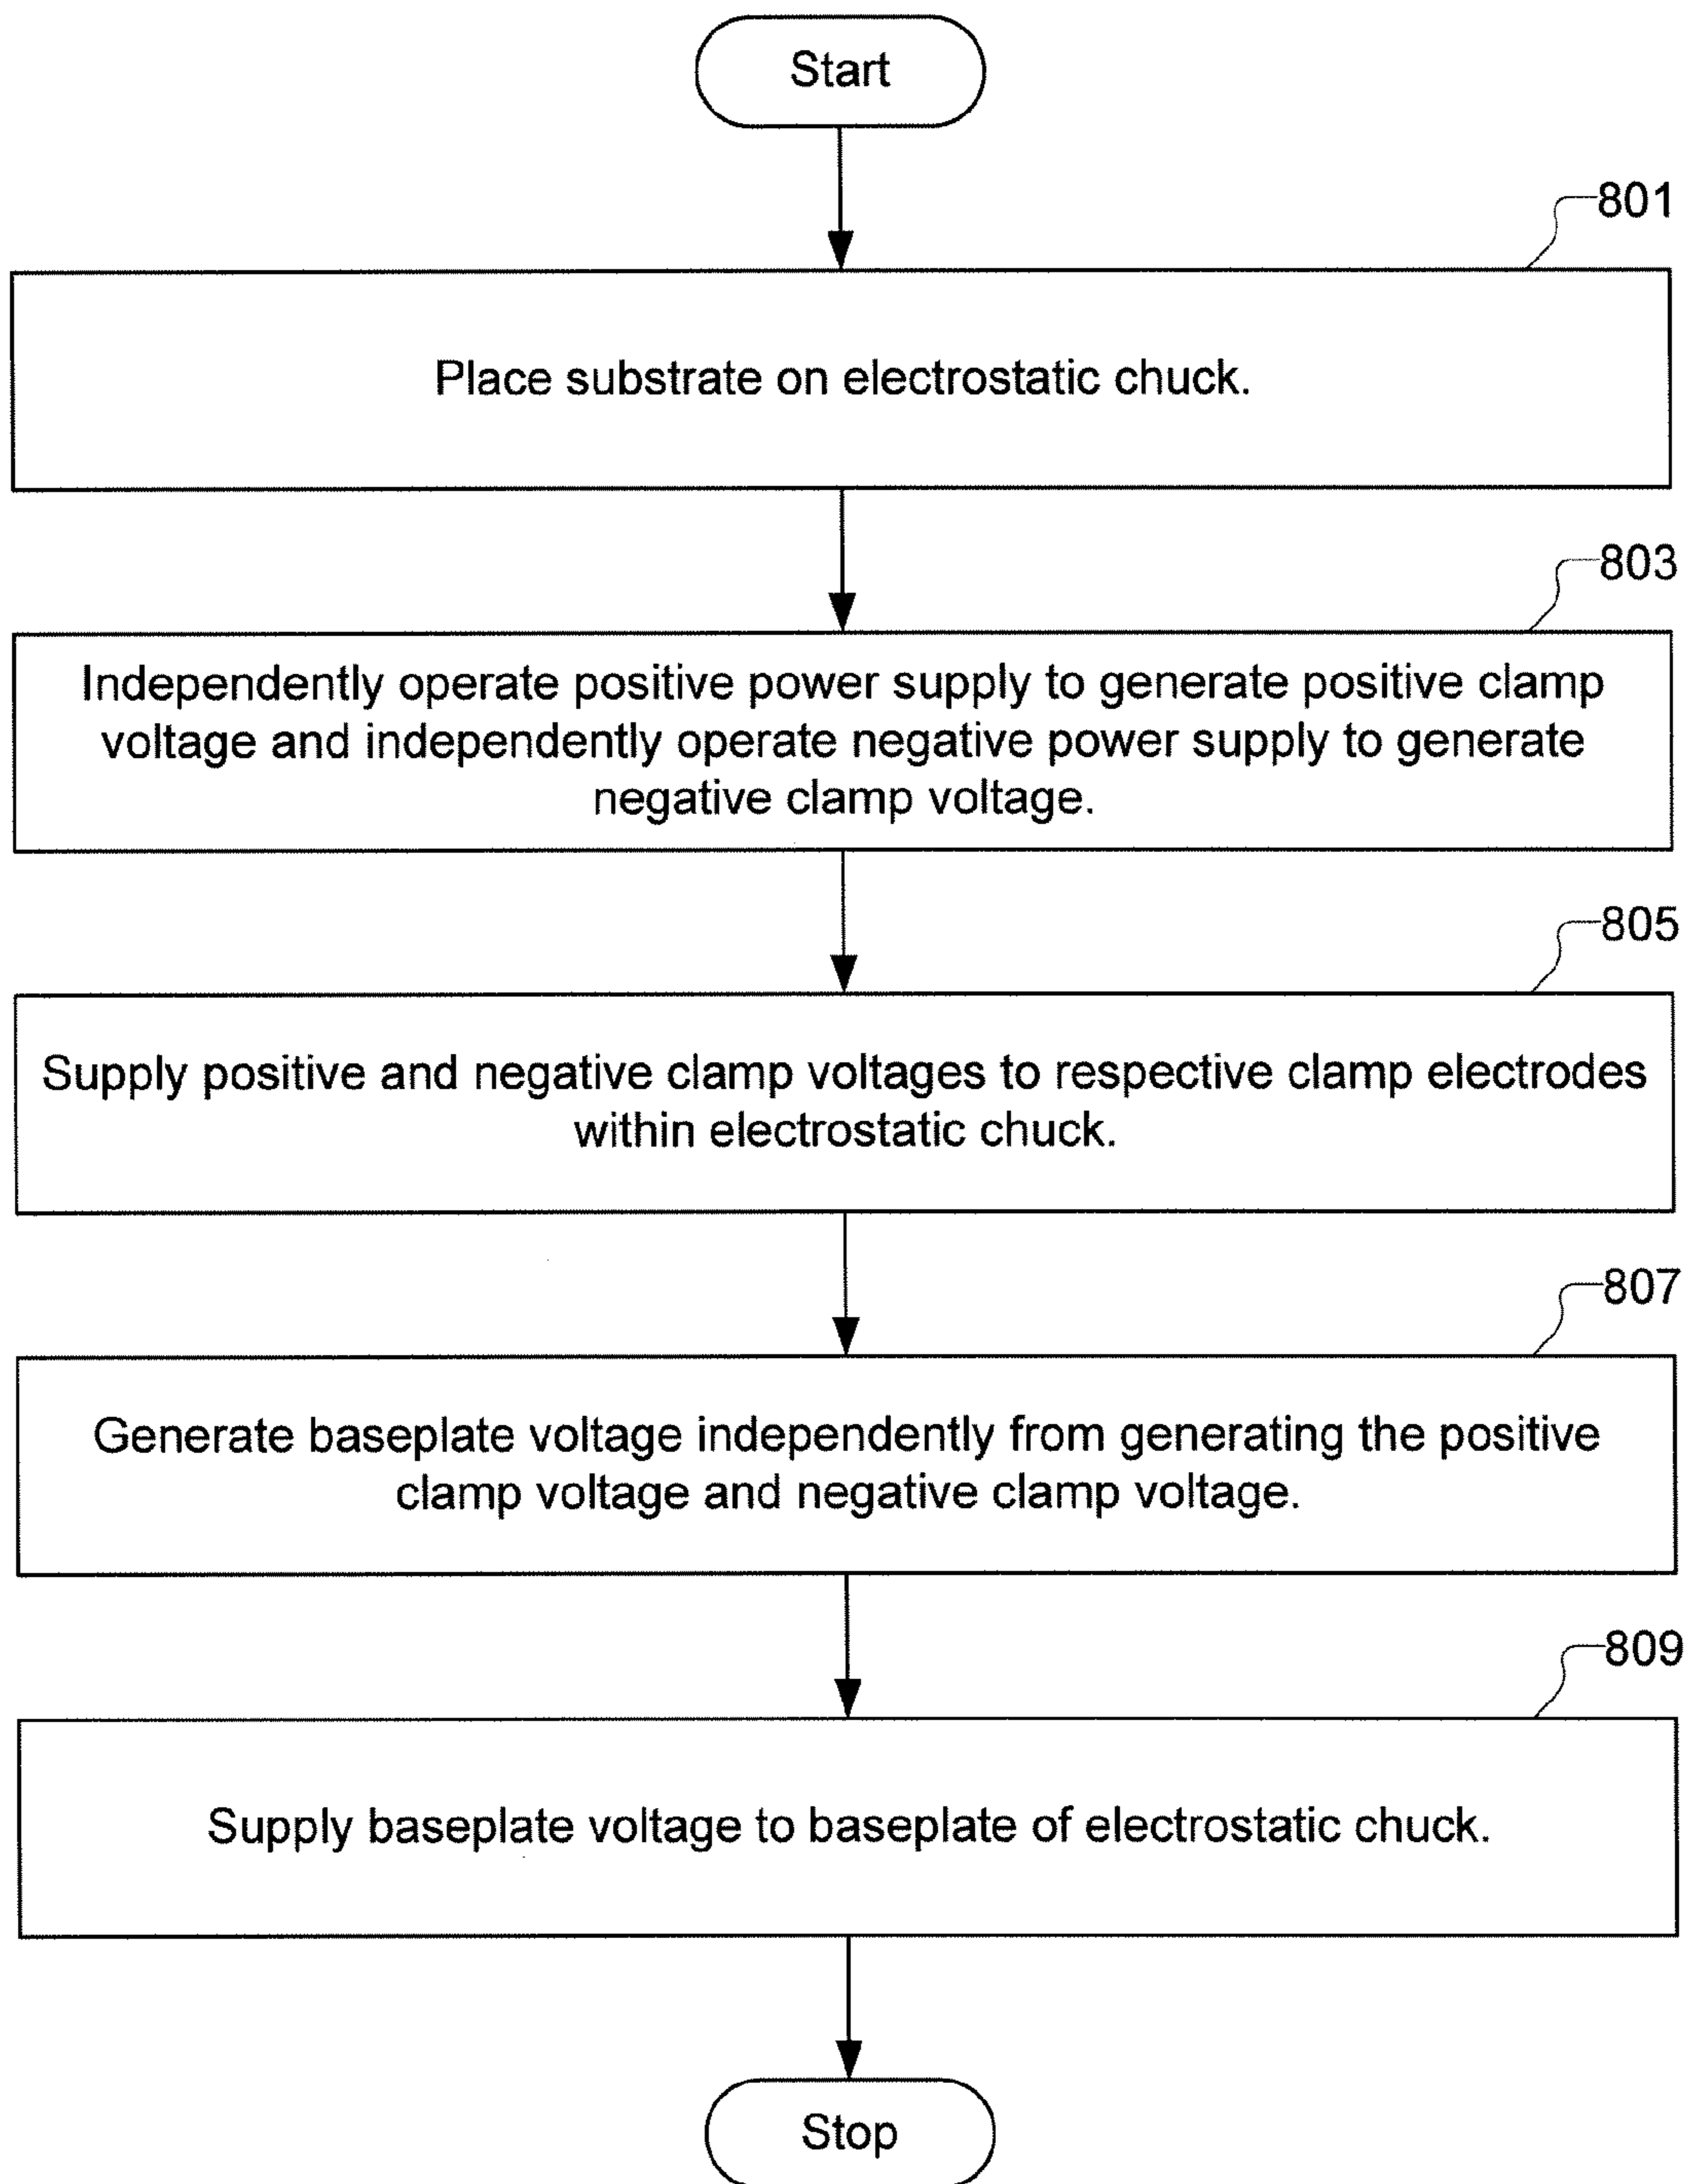 Start
801
Place substrate on electrostatic chuck.
803
Independently operate positive power supply to generate positive clamp
voltage and independently operate negative power supply to generate
negative clamp voltage.
805
Supply positive and negative clamp voltages to respective clamp electrodes
within electrostatic chuck.
807
Generate baseplate voltage independently from generating the positive
clamp voltage and negative clamp voltage.
809
Supply baseplate voltage to baseplate of electrostatic chuck.
Stop